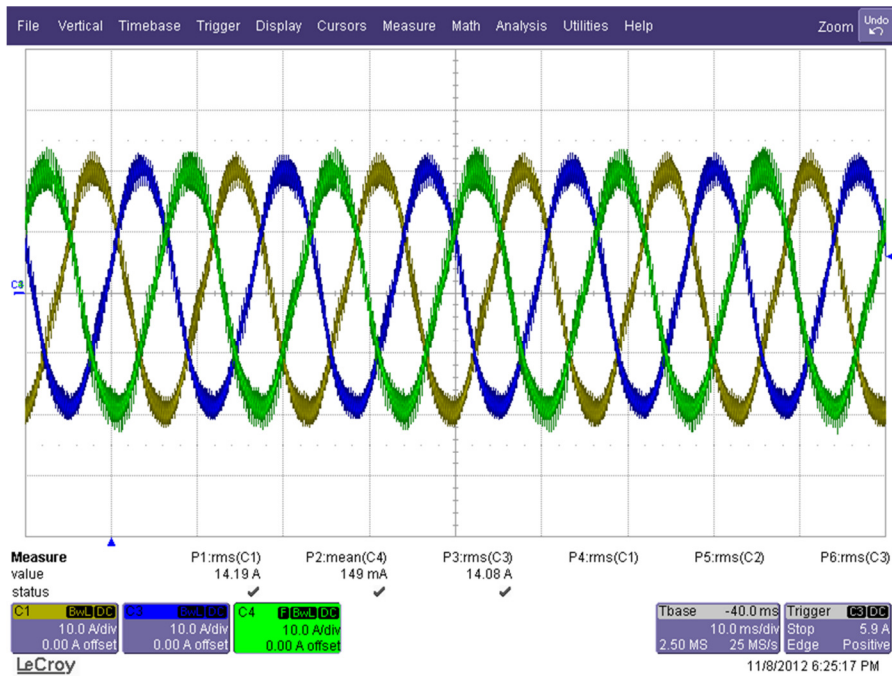 File Vertical Timebase Trigger Display Cursors Measure Math Analysis Utilities Help Zoom Undo
C3
Measure P1:rms(C1) P2:mean(C4) P3:rms(C3) P4:rms(C1) P5:rms(C2) P6:rms(C3)
value 14.19 A 149 mA 14.08 A
status
C1 BwL DC C3 BwL DC C4 F BwL DC Tbase -40.0 ms Trigger C3 DC
10.0 A/div 10.0 A/div 10.0 A/div 10.0 ms/div Stop 5.9 A
0.00 A offset 0.00 A offset 0.00 A offset 2.50 MS 25 MS/s Edge Positive
LeCroy 11/8/2012 6:25:17 PM